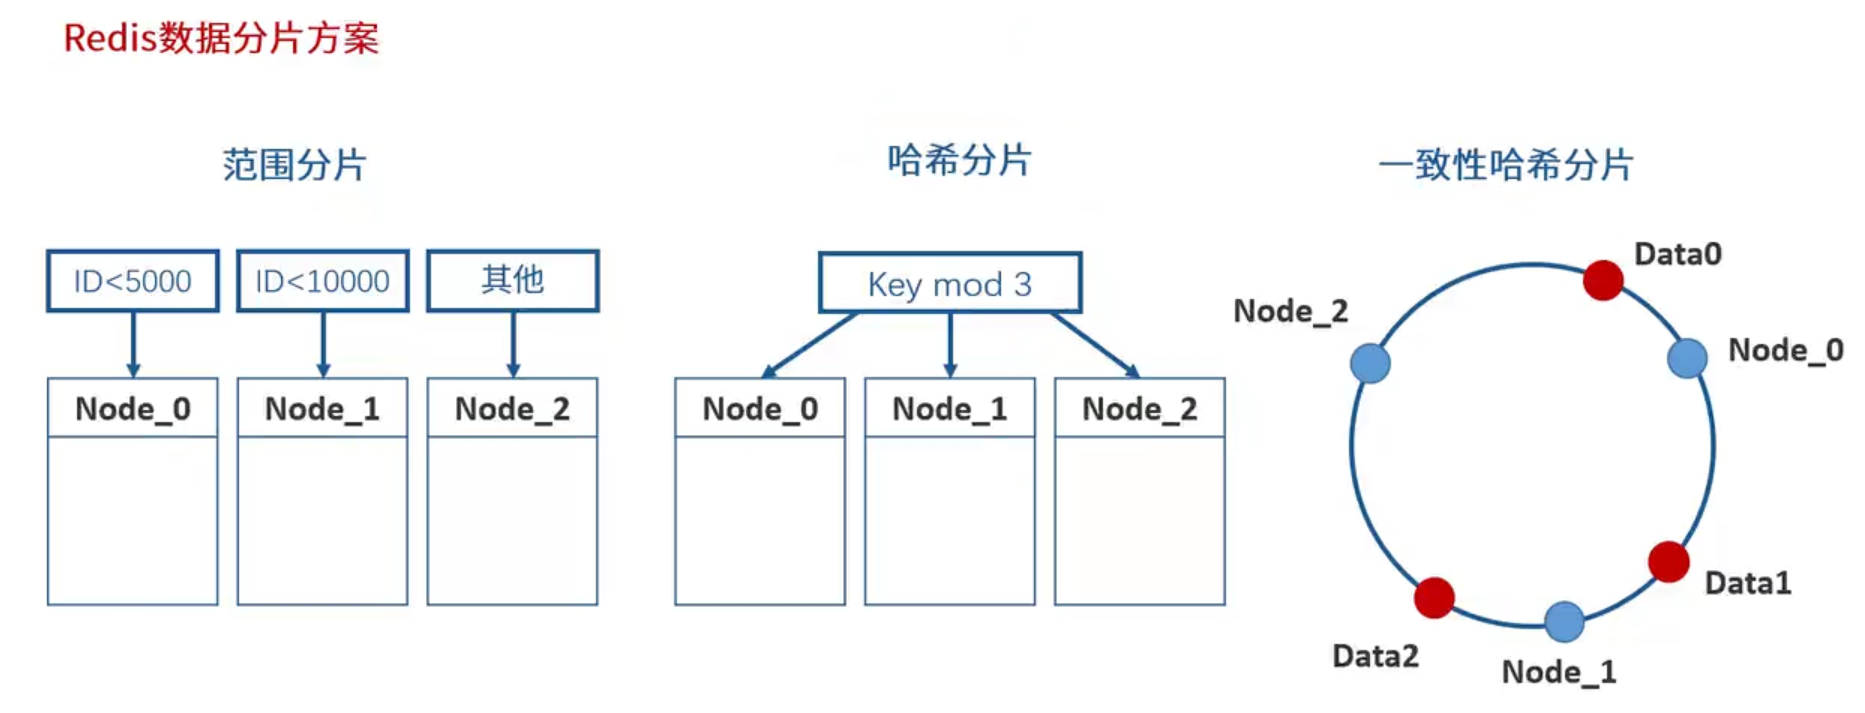 Redis数据分片方案
范围分片
ID<5000
ID<10000
其他
Node_0
Node_1
Node_2
哈希分片
Key mod 3
Node_0
Node_1
Node_2
一致性哈希分片
Data0
Node_2
Node_0
Data1
Data2
Node_1